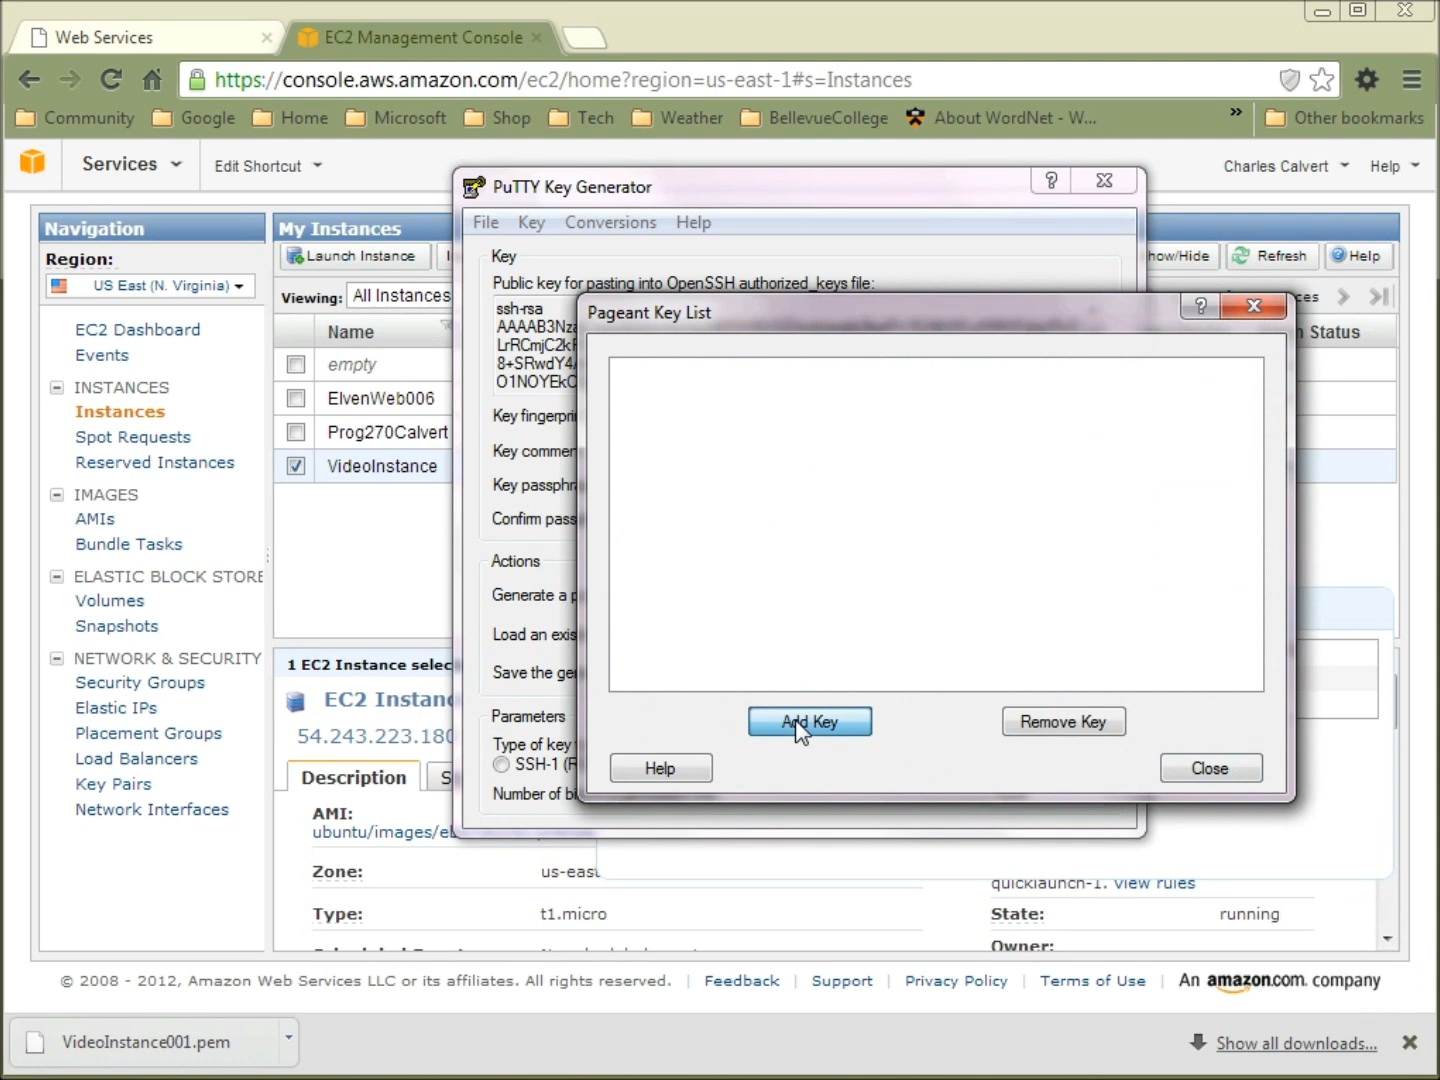 Web Services
EC2 Management Console
https://console.aws.amazon.com/ec2/home?region=us-east-1#s=Instances
Community Google Home Microsoft Shop Tech Weather BellevueCollege About WordNet - W... » Other bookmarks
Services Edit Shortcut Charles Calvert Help
PuTTY Key Generator
File Key Conversions Help
Key
Public key for pasting into OpenSSH authorized_keys file:
ssh-rsa
LrRCmjC2kF
8+SRwdY4/
Key fingerpri
Key commen
Key passphra
Confirm pass
Actions
Generate a p
Load an exis
Save the ge
Parameters
Type of key
SSH-1 (R
Number of bi
Pageant Key List
Add Key
Remove Key
Help
Close
Navigation
Region:
US East (N. Virginia)
EC2 Dashboard
Events
INSTANCES
Instances
Spot Requests
Reserved Instances
IMAGES
AMIs
Bundle Tasks
ELASTIC BLOCK STORE
Volumes
Snapshots
NETWORK & SECURITY
Security Groups
Elastic IPs
Placement Groups
Load Balancers
Key Pairs
Network Interfaces
My Instances
Launch Instance
how/Hide Refresh Help
Viewing: All Instances
Name
Status
empty
ElvenWeb006
Prog270Calvert
VideoInstance
1 EC2 Instance selec
EC2 Instanc
54.243.223.180
Description
AMI:
ubuntu/images/eb
Zone: us-east
quicklaunch-1. view rules
Type: t1.micro
State: running
Owner:
© 2008 - 2012, Amazon Web Services LLC or its affiliates. All rights reserved. | Feedback | Support | Privacy Policy | Terms of Use | An amazon.com. company
VideoInstance001.pem
Show all downloads...